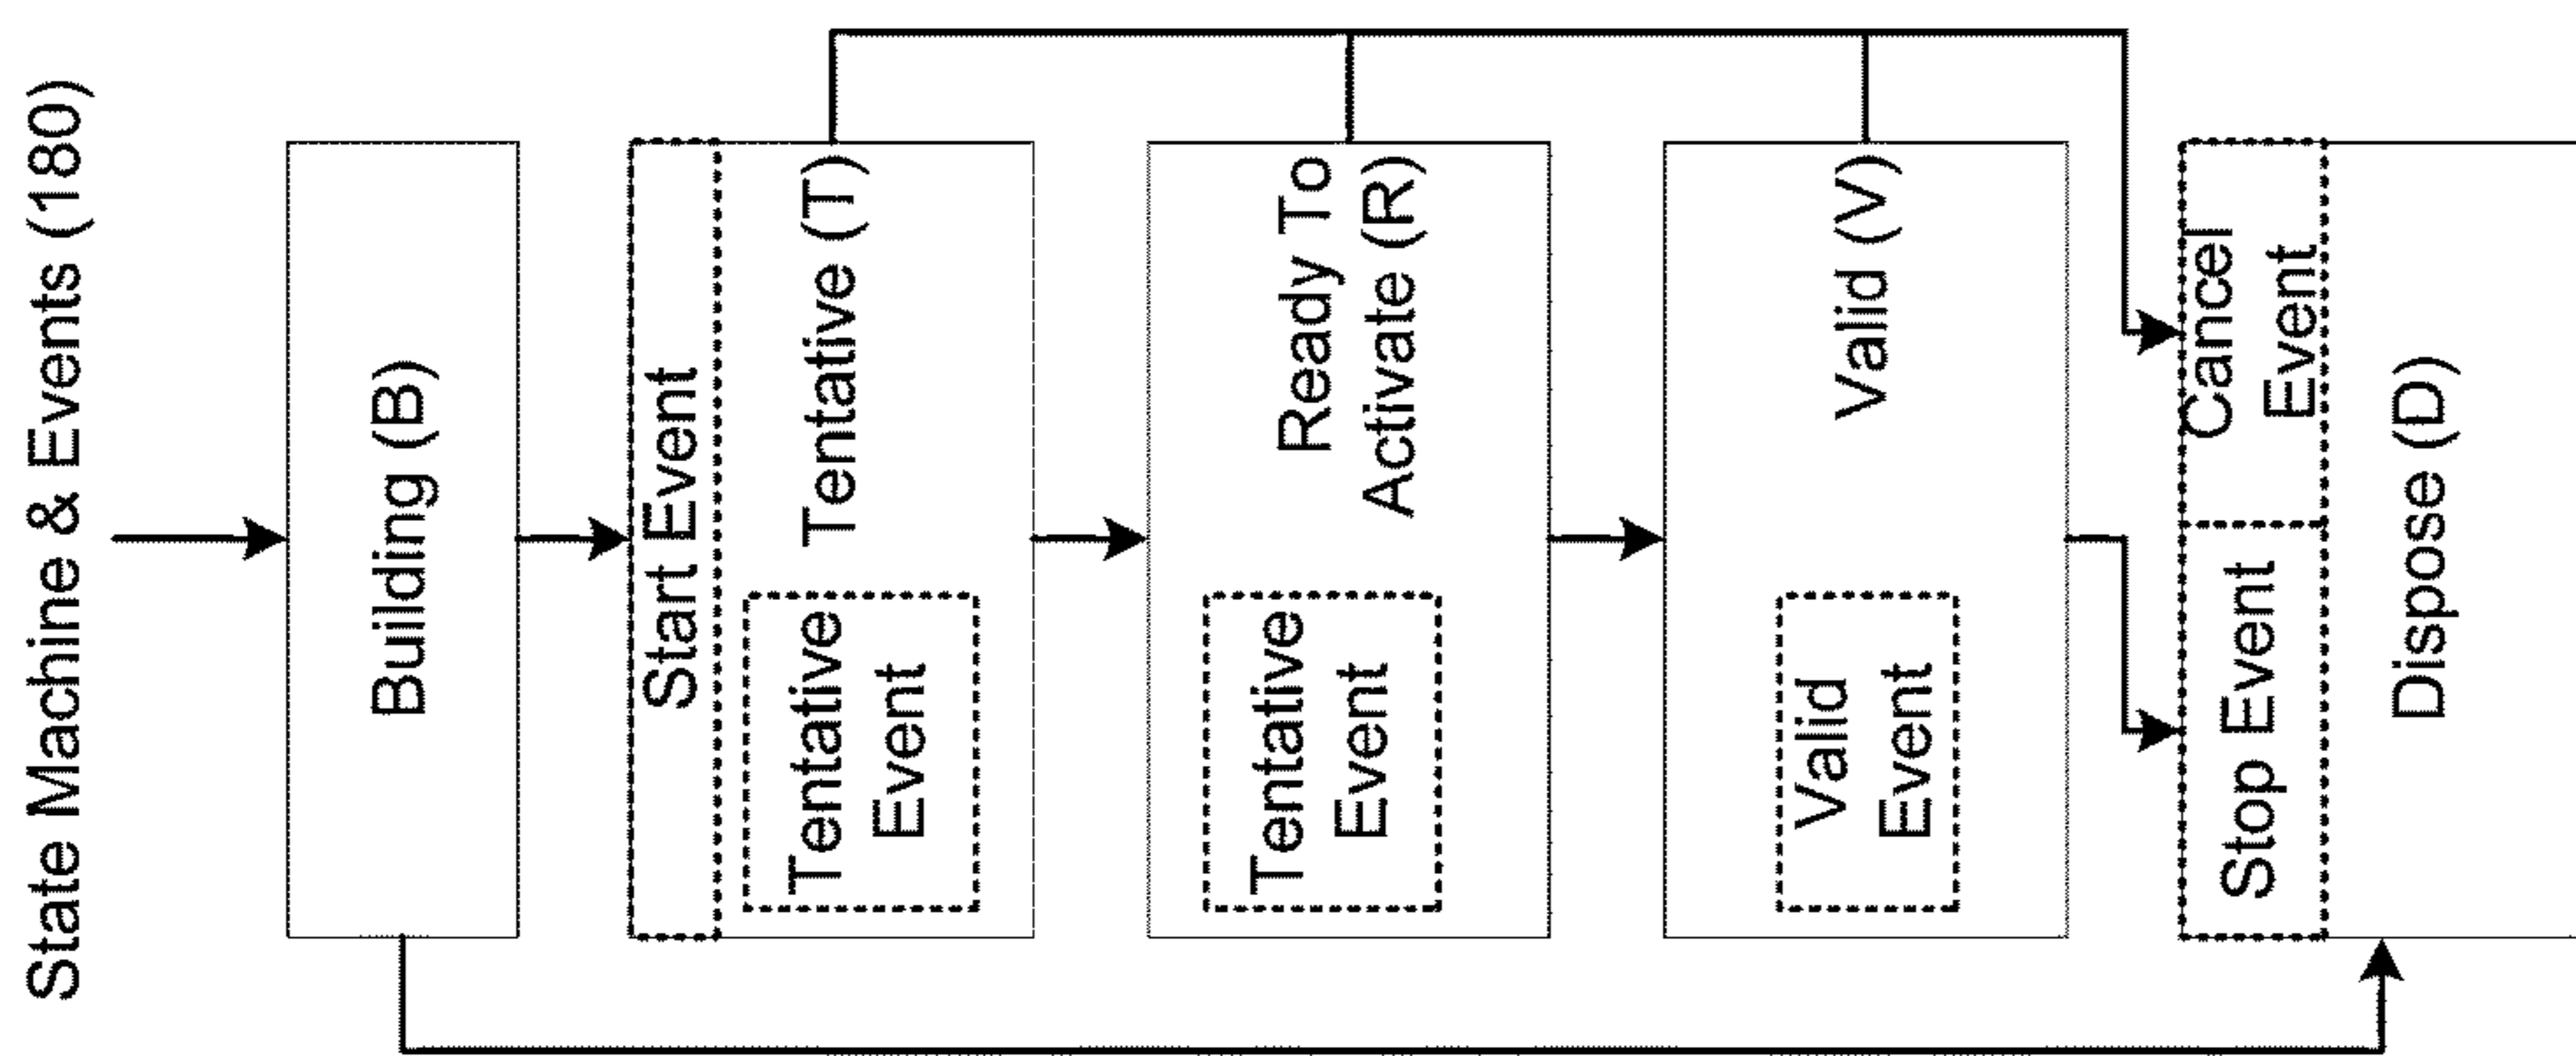 State Machine & Events (180)
Building (B)
Start Event
Tentative
Event
Tentative (T)
Tentative
Event
Ready To
Activate (R)
Valid
Event
Valid (V)
Stop Event
Cancel
Event
Dispose (D)